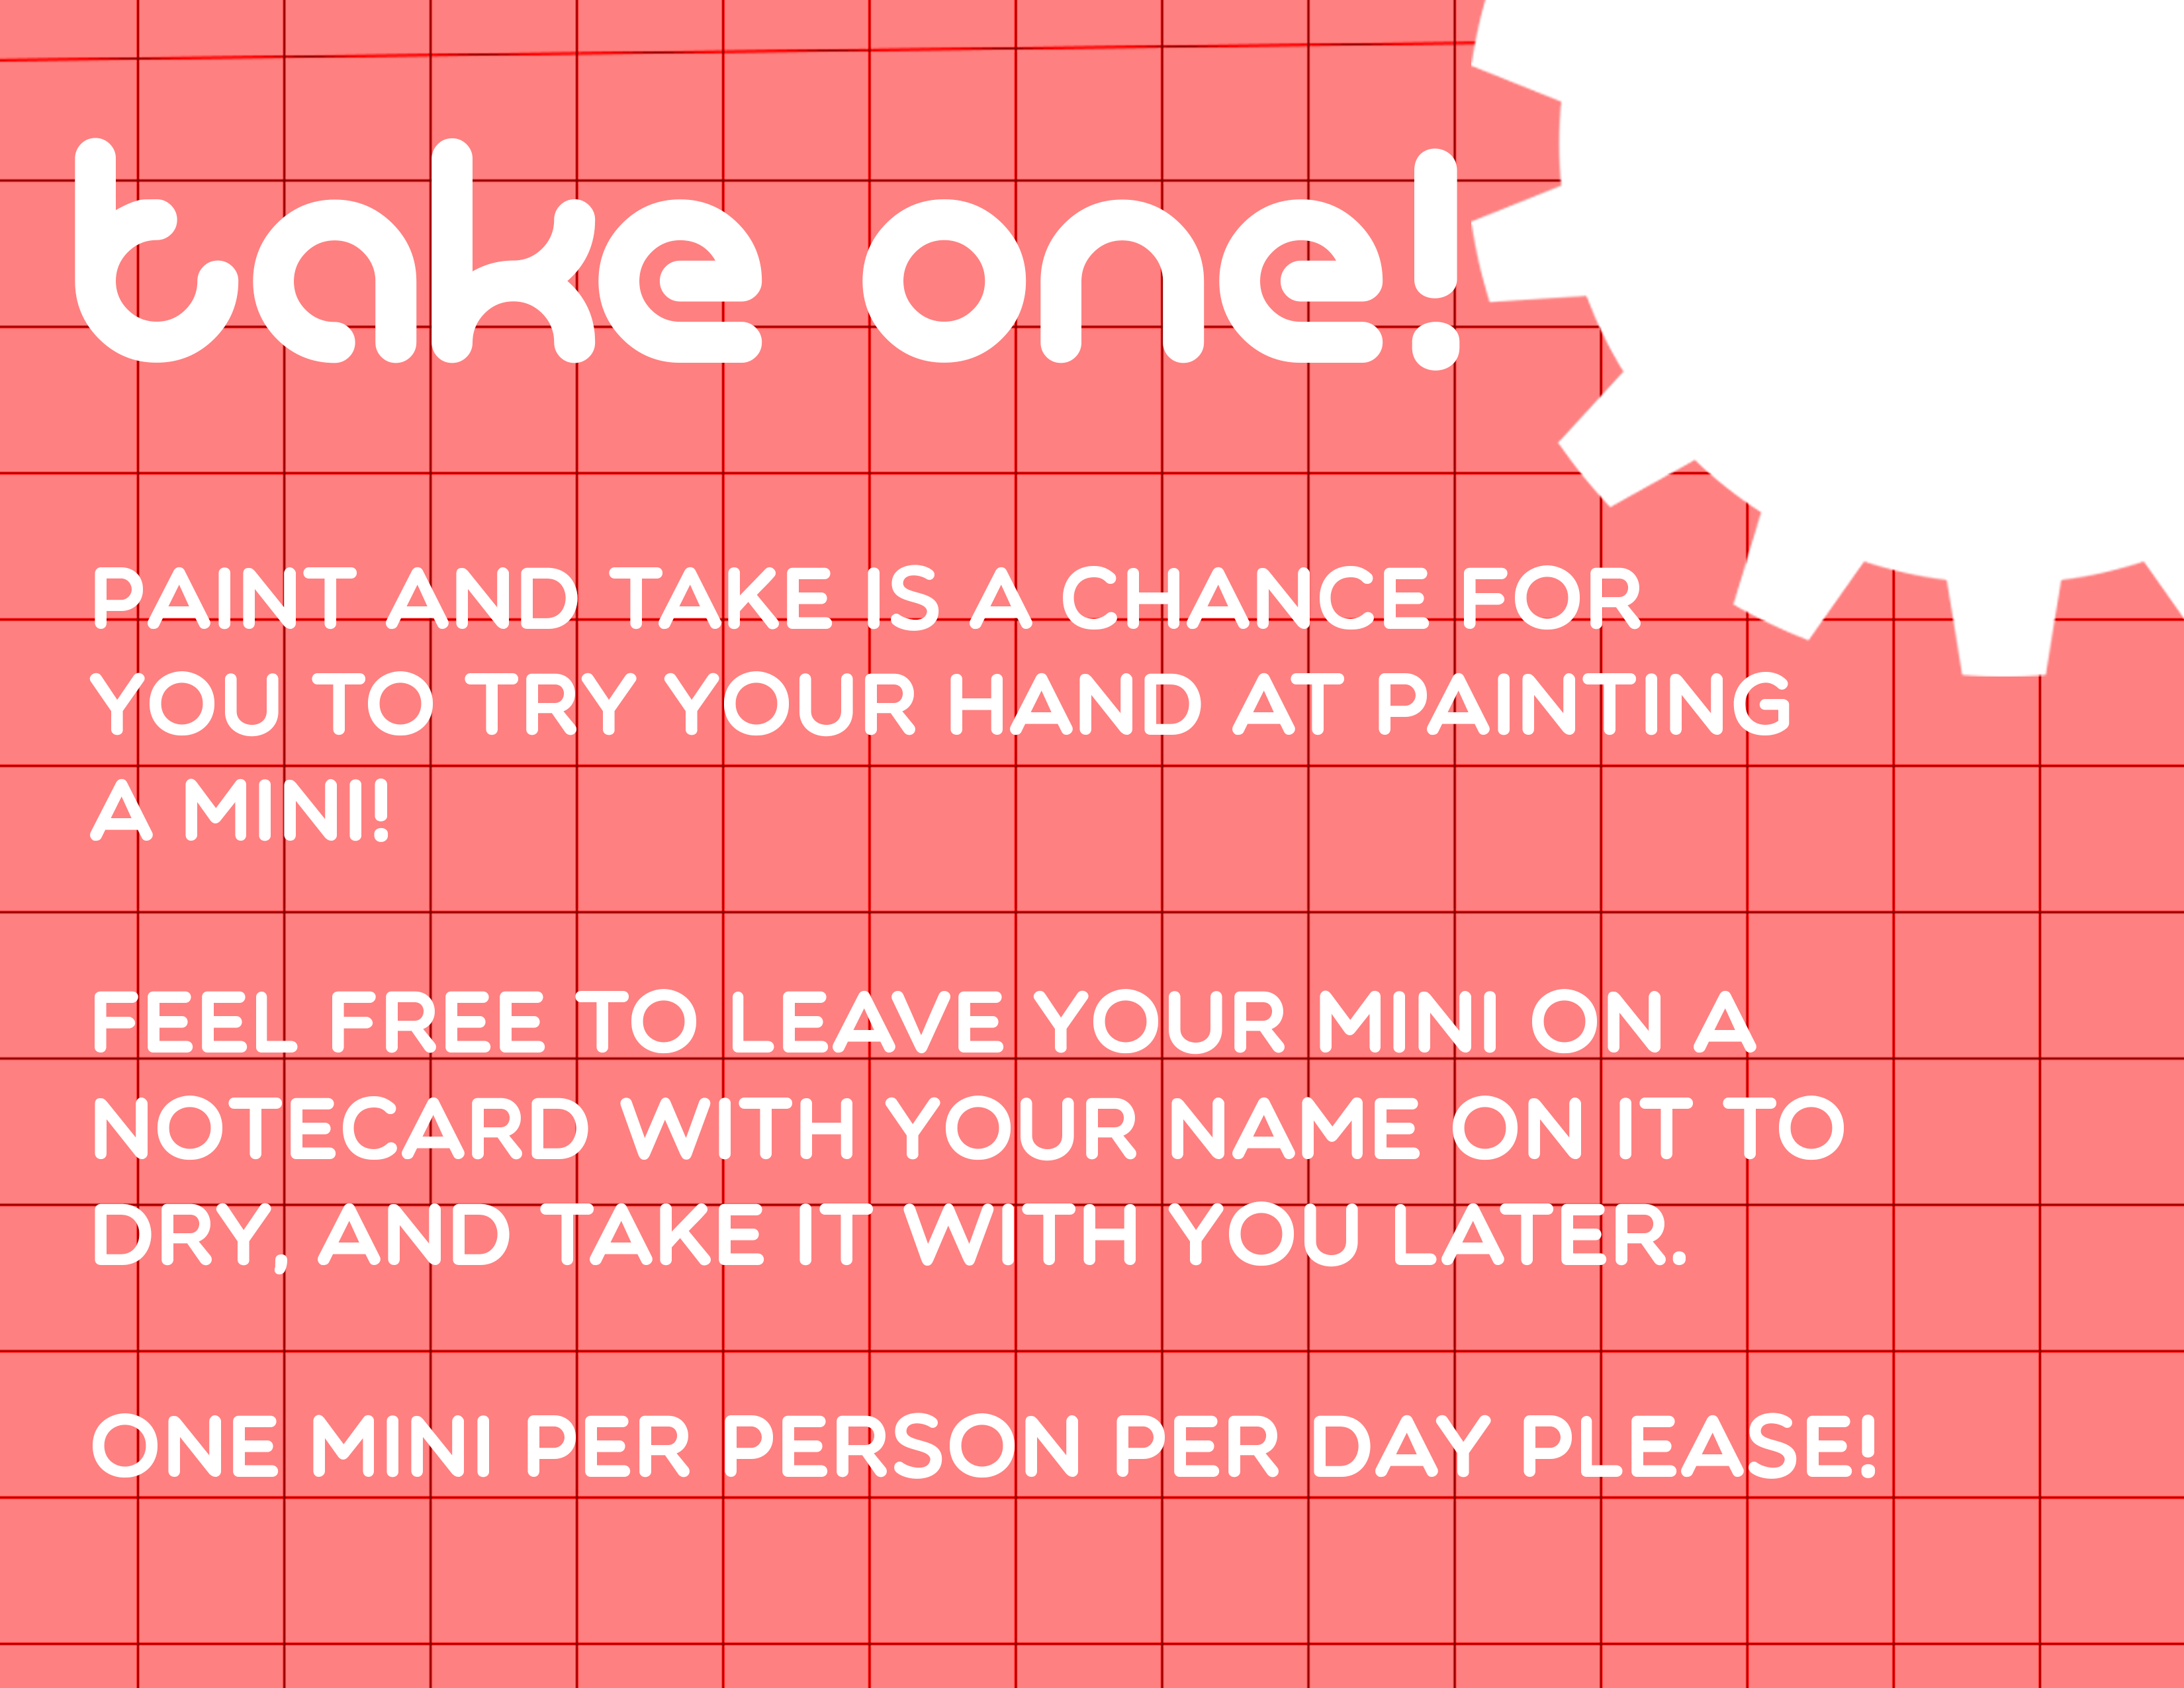 take one!
PAINT AND TAKE IS A CHANCE FOR
YOU TO TRY YOUR HAND AT PAINTING
A MINI!
FEEL FREE TO LEAVE YOUR MINI ON A
NOTECARD WITH YOUR NAME ON IT TO
DRY, AND TAKE IT WITH YOU LATER.
ONE MINI PER PERSON PER DAY PLEASE!